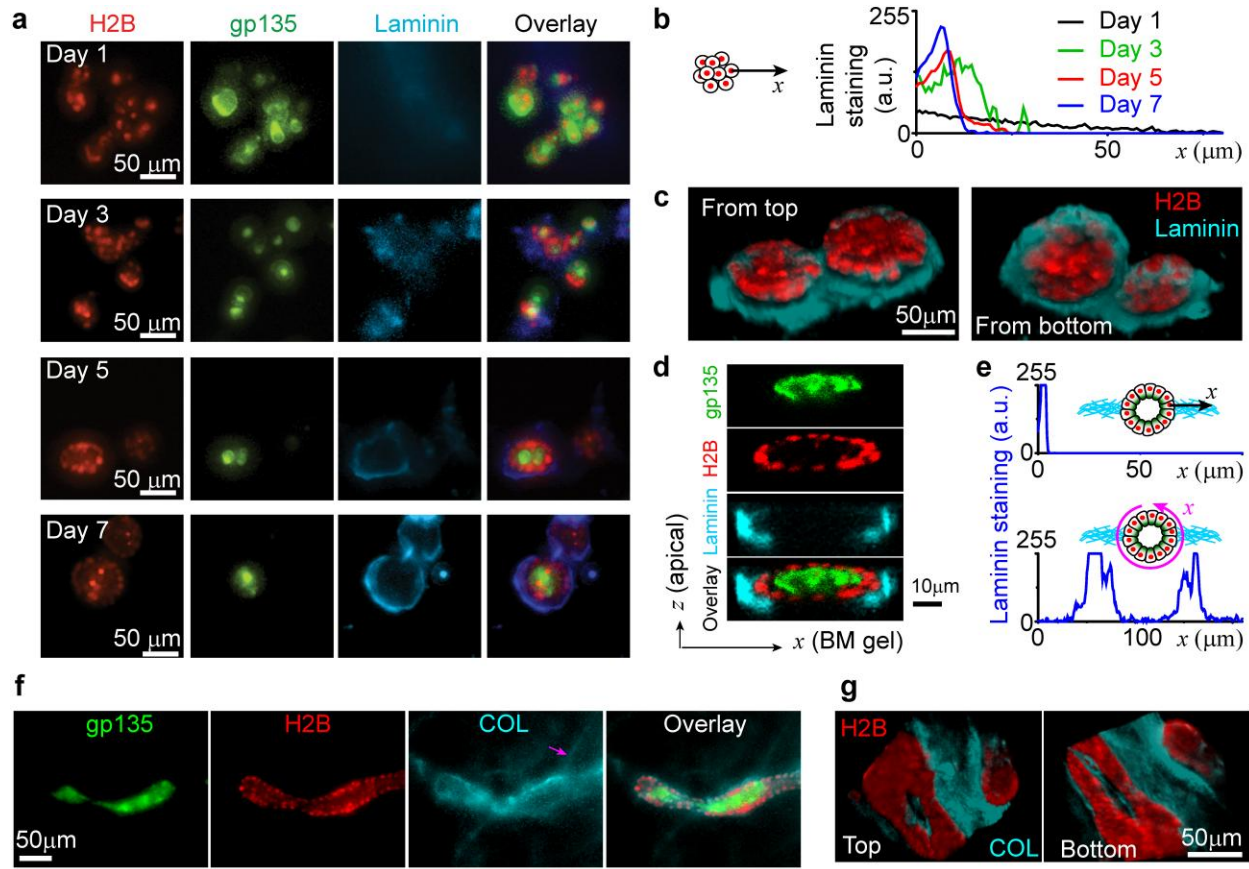 a
H2B gp135 Laminin Overlay
Day 1
50 μm
Day 3
50 μm
Day 5
50 μm
Day 7
50 μm
b
x
Laminin staining (a.u.)
255
0
0
50
x (μm)
Day 1
Day 3
Day 5
Day 7
c
From top
50μm
From bottom
H2B
Laminin
d
gp135
H2B
Laminin
Overlay
z (apical)
x (BM gel)
10μm
e
Laminin staining (a.u.)
255
0
0
50
x (μm)
x
x
255
0
0
100
x (μm)
f
gp135 H2B COL Overlay
50μm
g
H2B
Top
COL
Bottom
50μm